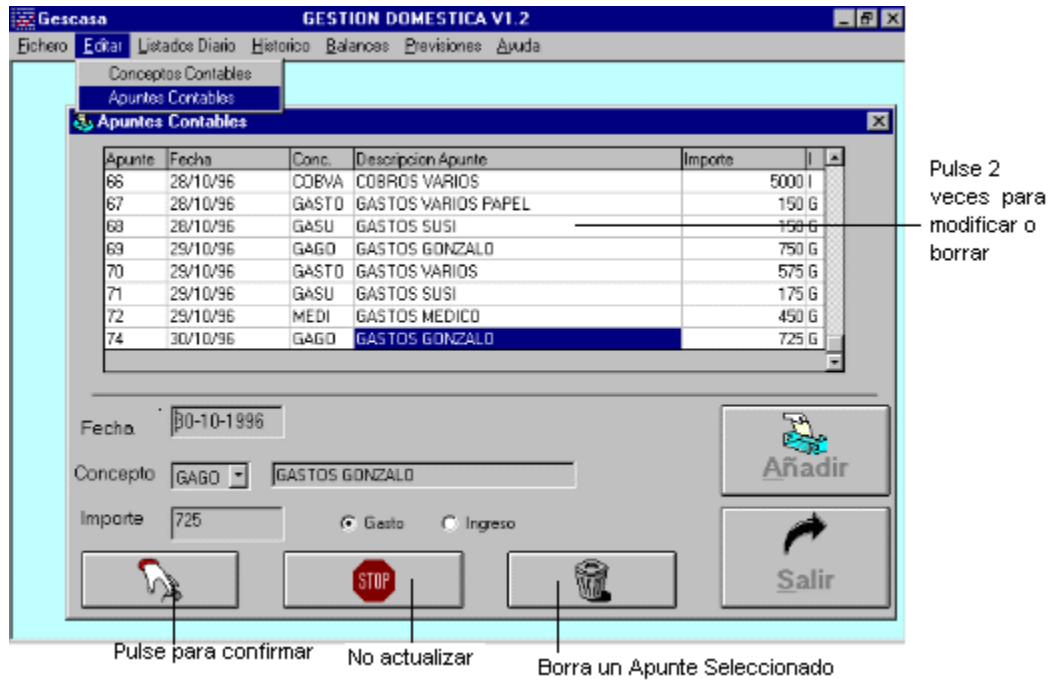 Gescasa GESTION DOMESTICA V1.2
Fichero Editar Listados Diario Historico Balances Previsiones Ayuda
Conceptos Contables
Apuntes Contables
Apuntes Contables
Apunte Fecha Conc. Descripcion Apunte Importe I
66 28/10/96 COBVA COBROS VARIOS 5000 I
67 28/10/96 GASTO GASTOS VARIOS PAPEL 150 G
68 28/10/96 GASU GASTOS SUSI 150 G
69 29/10/96 GAGO GASTOS GONZALO 750 G
70 29/10/96 GASTO GASTOS VARIOS 575 G
71 29/10/96 GASU GASTOS SUSI 175 G
72 29/10/96 MEDI GASTOS MEDICO 450 G
74 30/10/96 GAGO GASTOS GONZALO 725 G
Pulse 2
veces para
modificar o
borrar
Fecha 30-10-1996
Concepto GAGO GASTOS GONZALO
Importe 725 Gasto Ingreso
Añadir
STOP
Salir
Pulse para confirmar
No actualizar
Borra un Apunte Seleccionado